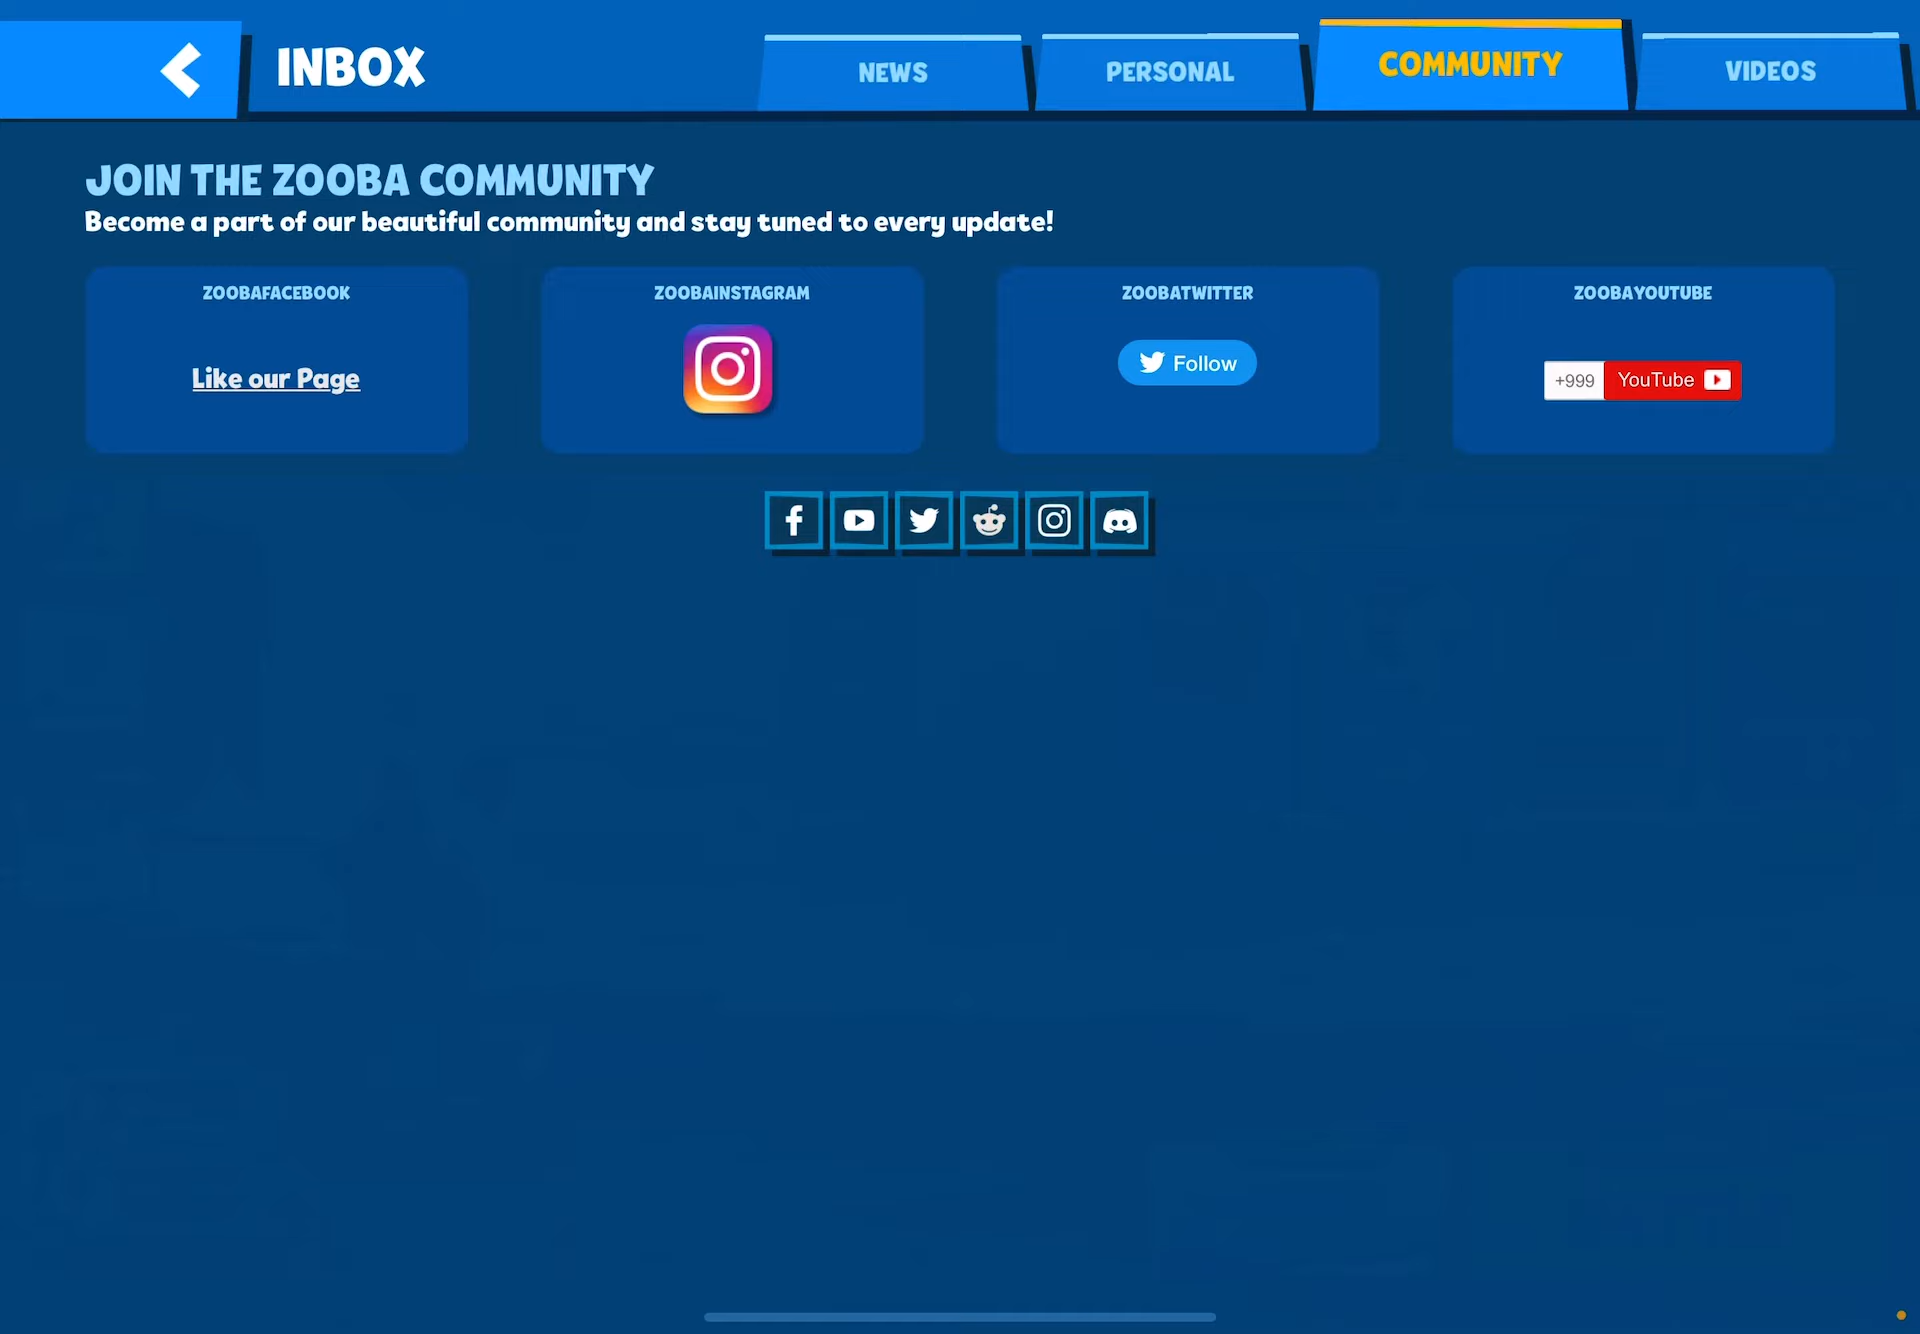 INBOX
NEWS
PERSONAL
COMMUNITY
VIDEOS
JOIN THE ZOOBA COMMUNITY
Become a part of our beautiful community and stay tuned to every update!
ZOOBAFACEBOOK
Like our Page
ZOOBAINSTAGRAM
ZOOBATWITTER
Follow
ZOOBAYOUTUBE
+999 YouTube